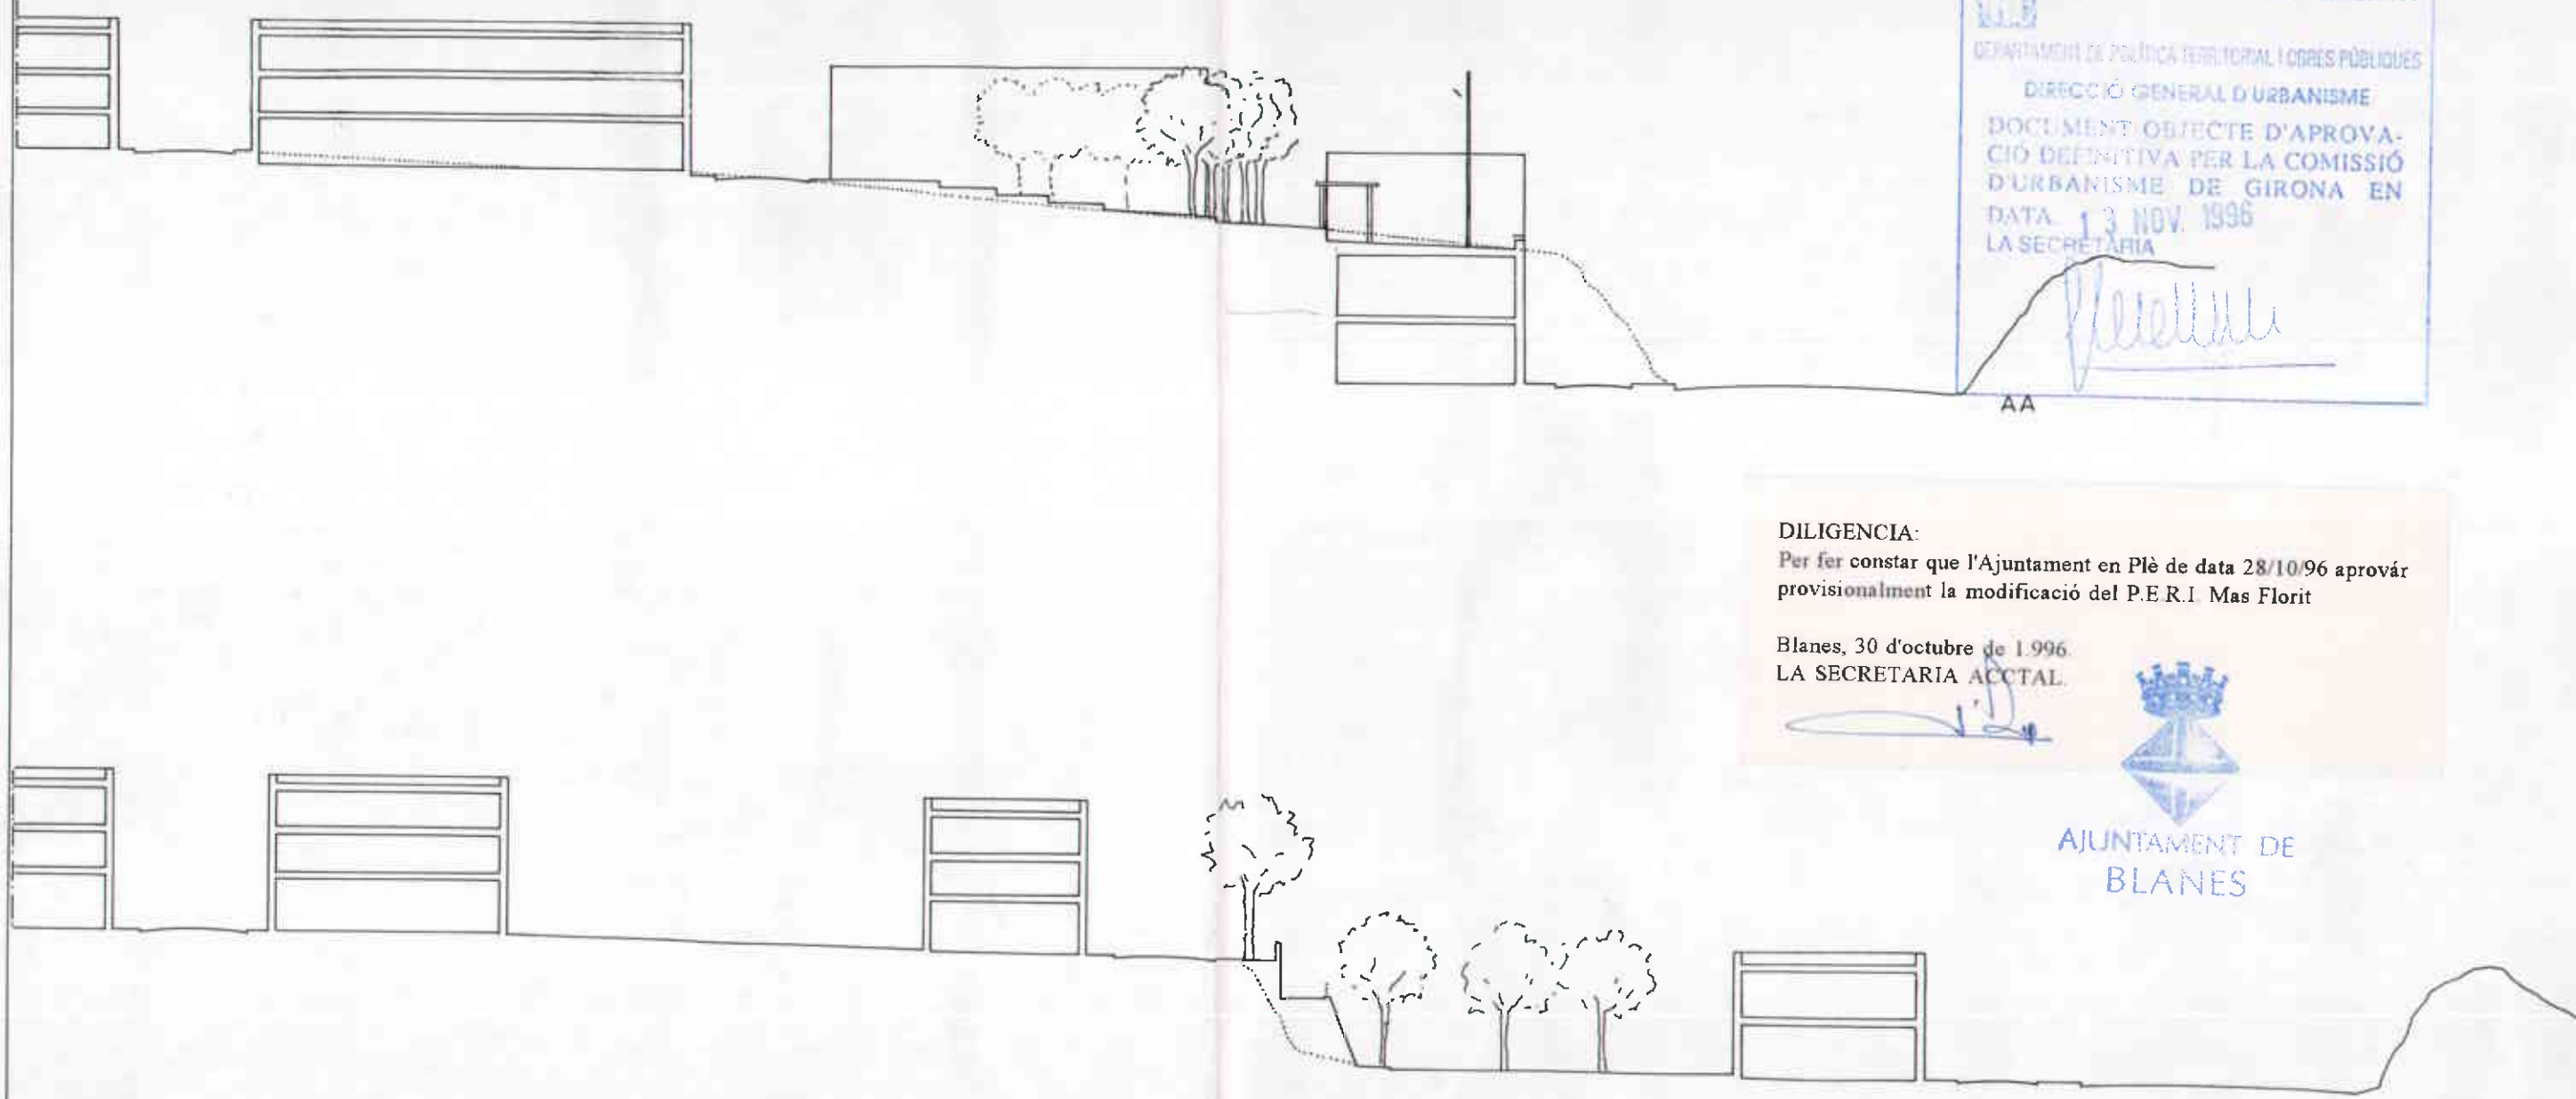 DEPARTAMENT DE POLÍTICA TERRITORIAL I OBRES PÚBLIQUES
DIRECCIÓ GENERAL D'URBANISME
DOCUMENT OBJECTE D'APROVA-
CIÓ DEFINITIVA PER LA COMISSIÓ
D'URBANISME DE GIRONA EN
DATA 13 NOV. 1996
LA SECRETÀRIA
AA
DILIGENCIA:
Per fer constar que l'Ajuntament en Plè de data 28/10/96 aprovár
provisionalment la modificació del P.E.R.I. Mas Florit
Blanes, 30 d'octubre de 1.996.
LA SECRETARIA ACCTAL.
AJUNTAMENT DE
BLANES